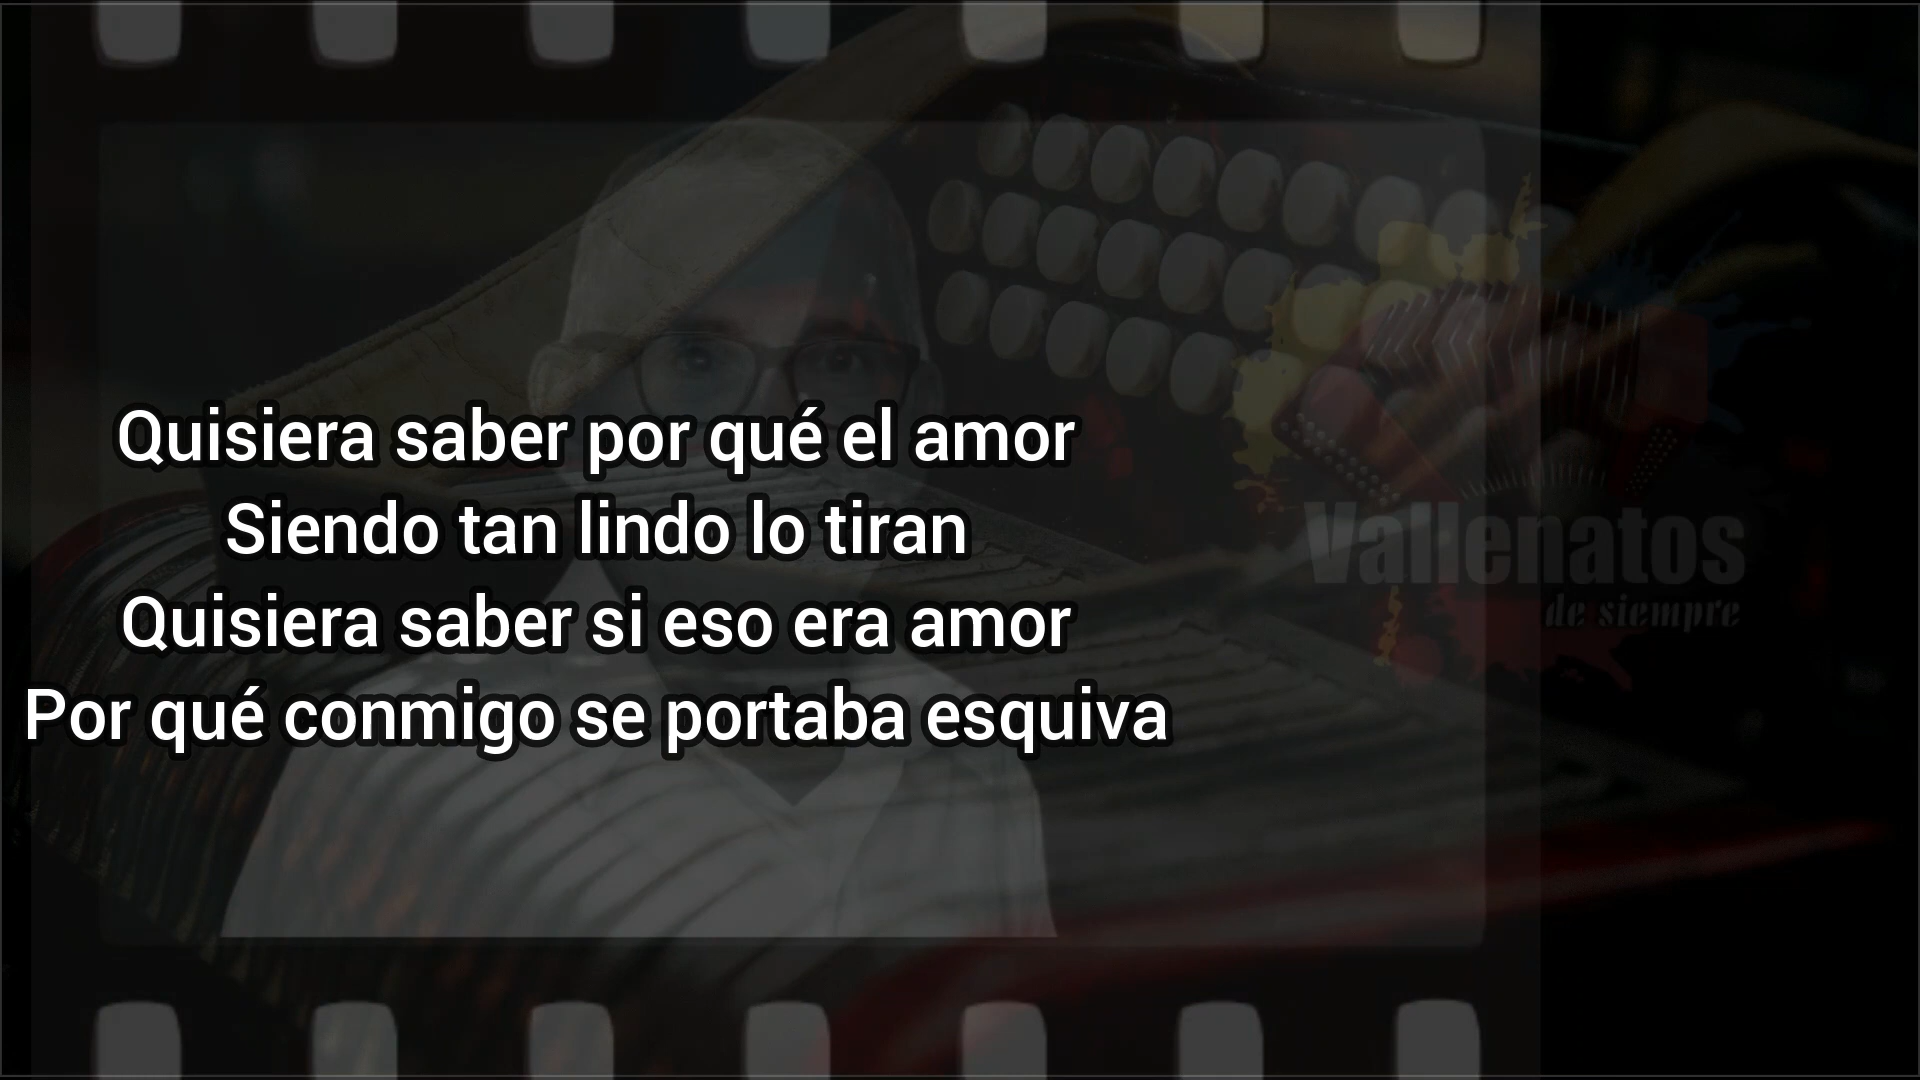 Quisiera saber por qué el amor
Siendo tan lindo lo tiran
Quisiera saber si eso era amor
Por qué conmigo se portaba esquiva
Vallenatos
de siempre